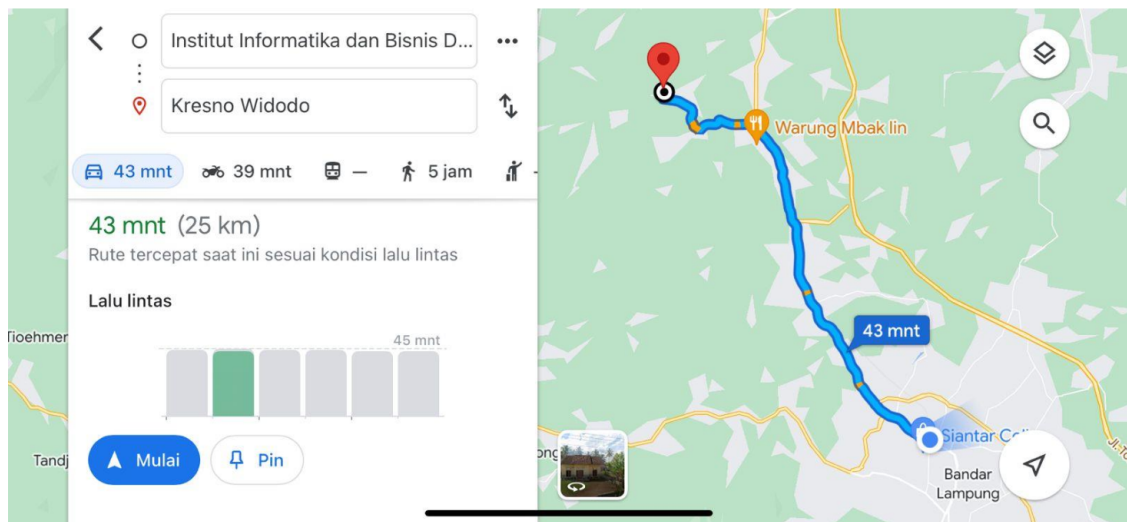 Institut Informatika dan Bisnis D...
Kresno Widodo
43 mnt
39 mnt
—
5 jam
43 mnt (25 km)
Rute tercepat saat ini sesuai kondisi lalu lintas
Lalu lintas
45 mnt
Mulai
Pin
Tioehmer
Tandj
Warung Mbak Iin
43 mnt
Siantar
Bandar
Lampung